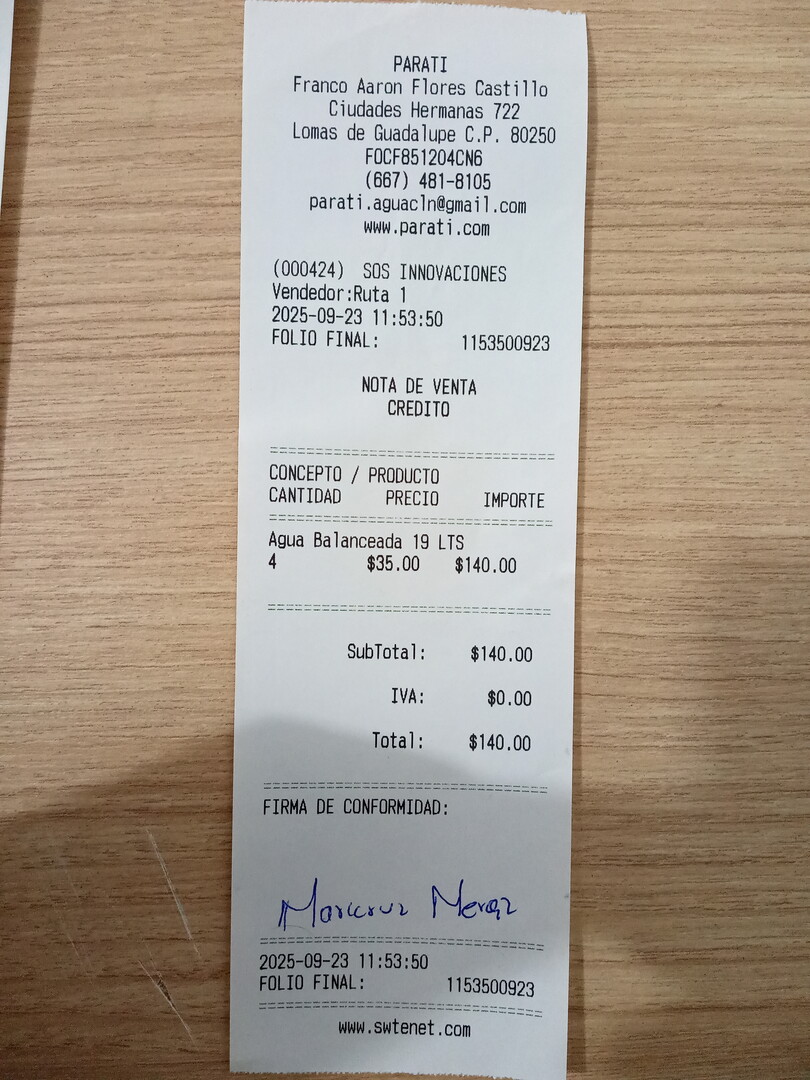 PARATI
Franco Aaron Flores Castillo
Ciudades Hermanas 722
Lomas de Guadalupe C.P. 80250
FOCF851204CN6
(667) 481-8105
parati.aguacln@gmail.com
www.parati.com
(000424) SOS INNOVACIONES
Vendedor:Ruta 1
2025-09-23 11:53:50
FOLIO FINAL: 1153500923
NOTA DE VENTA
CREDITO
CONCEPTO / PRODUCTO
CANTIDAD PRECIO IMPORTE
Agua Balanceada 19 LTS
4 $35.00 $140.00
SubTotal: $140.00
IVA: $0.00
Total: $140.00
FIRMA DE CONFORMIDAD:
Maricruz Meraz
2025-09-23 11:53:50
FOLIO FINAL: 1153500923
www.swtenet.com